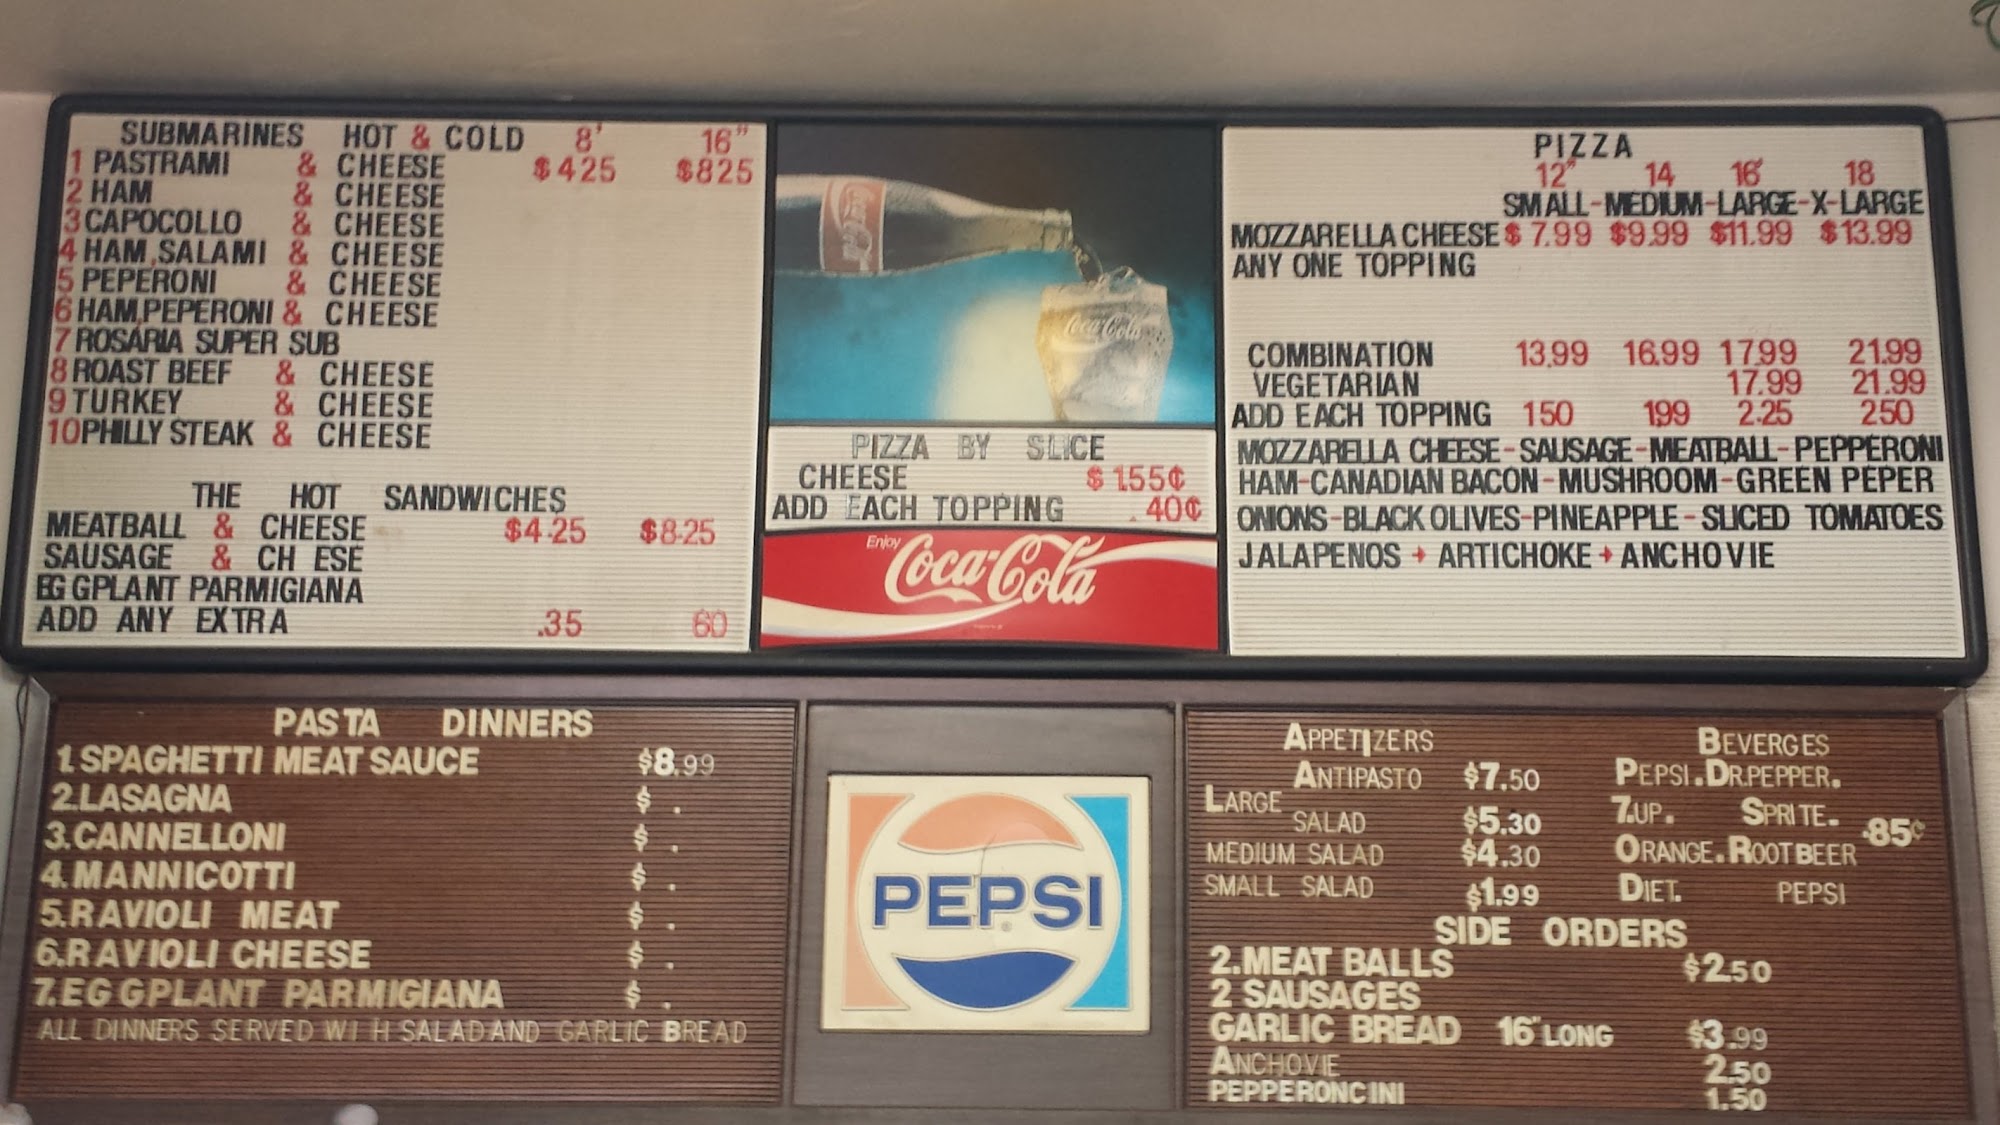 SUBMARINES HOT & COLD 8' 16"
1 PASTRAMI & CHEESE $425 $825
2 HAM & CHEESE
3 CAPOCOLLO & CHEESE
4 HAM, SALAMI & CHEESE
5 PEPERONI & CHEESE
6 HAM, PEPERONI & CHEESE
7 ROSARIA SUPER SUB
8 ROAST BEEF & CHEESE
9 TURKEY & CHEESE
10 PHILLY STEAK & CHEESE
THE HOT SANDWICHES
MEATBALL & CHEESE $4.25 $8.25
SAUSAGE & CH ESE
EGGPLANT PARMIGIANA
ADD ANY EXTRA .35 60
Coca-Cola
Coca-Cola
PIZZA BY SLICE
CHEESE $1.55¢
ADD EACH TOPPING .40¢
Enjoy
Coca-Cola
PIZZA
12" 14 16' 18
SMALL-MEDIUM-LARGE-X-LARGE
MOZZARELLA CHEESE $7.99 $9.99 $11.99 $13.99
ANY ONE TOPPING
COMBINATION 13.99 16.99 17.99 21.99
VEGETARIAN 17.99 21.99
ADD EACH TOPPING 150 199 2.25 250
MOZZARELLA CHEESE-SAUSAGE-MEATBALL-PEPPERONI
HAM-CANADIAN BACON-MUSHROOM-GREEN PEPER
ONIONS-BLACK OLIVES-PINEAPPLE-SLICED TOMATOES
JALAPENOS + ARTICHOKE + ANCHOVIE
PASTA DINNERS
1.SPAGHETTI MEAT SAUCE $8.99
2.LASAGNA $ .
3.CANNELLONI $ .
4.MANNICOTTI $ .
5.RAVIOLI MEAT $ .
6.RAVIOLI CHEESE $ .
7.EGGPLANT PARMIGIANA $ .
ALL DINNERS SERVED WI H SALAD AND GARLIC BREAD
PEPSI
APPETIZERS
ANTIPASTO $7.50
LARGE
SALAD $5.30
MEDIUM SALAD $4.30
SMALL SALAD $1.99
BEVERGES
PEPSI.DR.PEPPER.
7.UP. SPRITE. .85¢
ORANGE.ROOTBEER
DIET. PEPSI
SIDE ORDERS
2.MEAT BALLS $2.50
2 SAUSAGES
GARLIC BREAD 16" LONG $3.99
ANCHOVIE 2.50
PEPPERONCINI 1.50